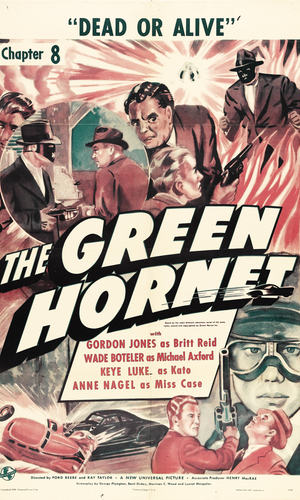 "DEAD OR ALIVE"
Chapter 8
THE GREEN
HORNET
with
GORDON JONES as Britt Reid
WADE BOTELER as Michael Axford
KEYE LUKE. as Kato
ANNE NAGEL as Miss Case
Directed by FORD BEEBE and RAY TAYLOR - A NEW UNIVERSAL PICTURE - Associate Producer HENRY MacRAE